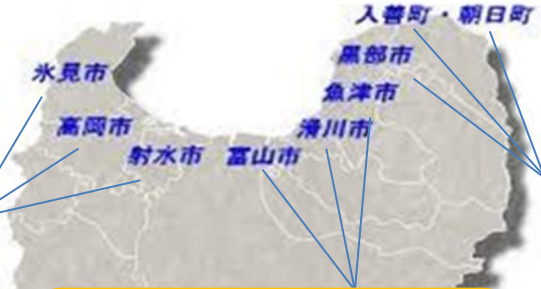 入善町・朝日町
黒部市
氷見市
魚津市
高岡市
滑川市
射水市
富山市